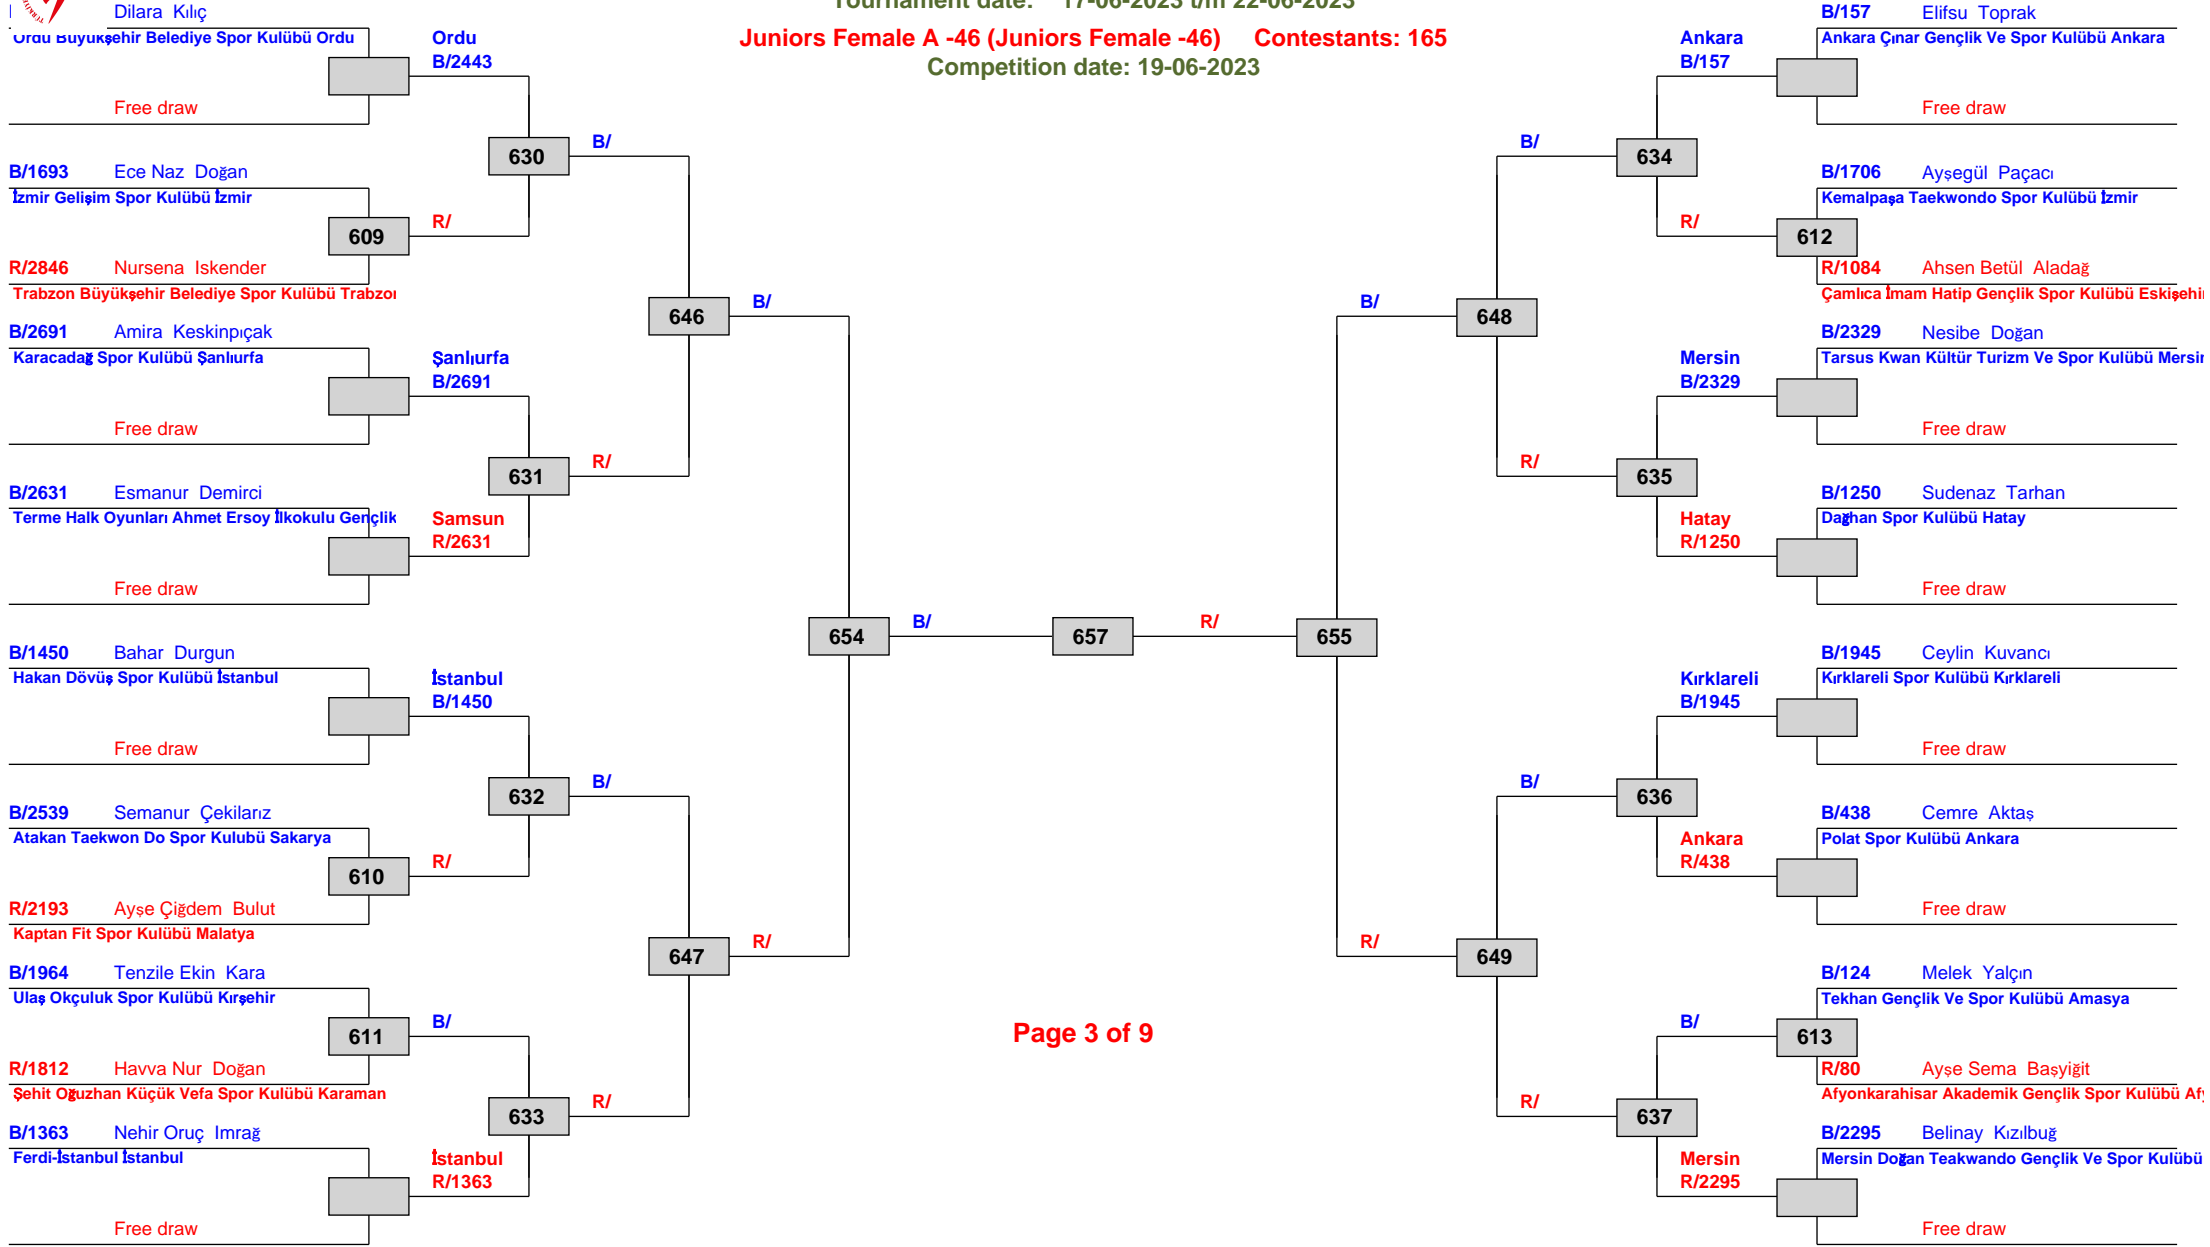 Tournament date: 17-06-2023 t/m 22-06-2023
Juniors Female A -46 (Juniors Female -46) Contestants: 165
Competition date: 19-06-2023
Dilara Kılıç
Ordu Büyükşehir Belediye Spor Kulübü Ordu
Free draw
B/1693 Ece Naz Doğan
İzmir Gelişim Spor Kulübü İzmir
609
R/2846 Nursena Iskender
Trabzon Büyükşehir Belediye Spor Kulübü Trabzon
B/2691 Amira Keskinpıçak
Karacadağ Spor Kulübü Şanlıurfa
Free draw
B/2631 Esmanur Demirci
Terme Halk Oyunları Ahmet Ersoy İlkokulu Gençlik
Free draw
B/1450 Bahar Durgun
Hakan Dövüş Spor Kulübü İstanbul
Free draw
B/2539 Semanur Çekilarız
Atakan Taekwon Do Spor Kulubü Sakarya
610
R/2193 Ayşe Çiğdem Bulut
Kaptan Fit Spor Kulübü Malatya
B/1964 Tenzile Ekin Kara
Ulaş Okçuluk Spor Kulübü Kırşehir
611
R/1812 Havva Nur Doğan
Şehit Oğuzhan Küçük Vefa Spor Kulübü Karaman
B/1363 Nehir Oruç Imrağ
Ferdi-İstanbul İstanbul
Free draw
Ordu
B/2443
630
R/
Şanlıurfa
B/2691
631
Samsun
R/2631
İstanbul
B/1450
632
R/
B/
633
İstanbul
R/1363
B/
646
R/
B/
647
R/
B/
654
R/
B/
657
R/
Page 3 of 9
B/
655
R/
B/
648
R/
B/
649
R/
Ankara
B/157
634
R/
Mersin
B/2329
635
Hatay
R/1250
Kırklareli
B/1945
636
Ankara
R/438
B/
637
Mersin
R/2295
B/157 Elifsu Toprak
Ankara Çınar Gençlik Ve Spor Kulübü Ankara
Free draw
B/1706 Ayşegül Paçacı
Kemalpaşa Taekwondo Spor Kulübü İzmir
612
R/1084 Ahsen Betül Aladağ
Çamlıca İmam Hatip Gençlik Spor Kulübü Eskişehir
B/2329 Nesibe Doğan
Tarsus Kwan Kültür Turizm Ve Spor Kulübü Mersin
Free draw
B/1250 Sudenaz Tarhan
Dağhan Spor Kulübü Hatay
Free draw
B/1945 Ceylin Kuvancı
Kırklareli Spor Kulübü Kırklareli
Free draw
B/438 Cemre Aktaş
Polat Spor Kulübü Ankara
Free draw
B/124 Melek Yalçın
Tekhan Gençlik Ve Spor Kulübü Amasya
613
R/80 Ayşe Sema Başyiğit
Afyonkarahisar Akademik Gençlik Spor Kulübü Afy
B/2295 Belinay Kızılbuğ
Mersin Doğan Teakwando Gençlik Ve Spor Kulübü
Free draw